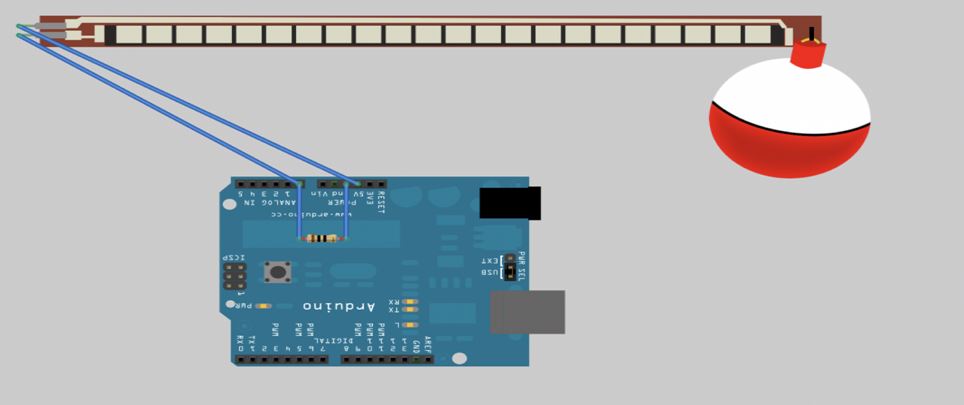 5 4 3 2 1
ANALOG IN
Gnd Vin
5V
3V3
RESET
POWER
www.arduino.cc
ICSP
1
PWR
Arduino
EXT
USB
PWR SEL
RX
TX
L
PWM PWM PWM PWM PWM PWM
DIGITAL
RX 0
TX 1
2 3 4 5 6 7
8 9 10 11 12 13
GND
AREF